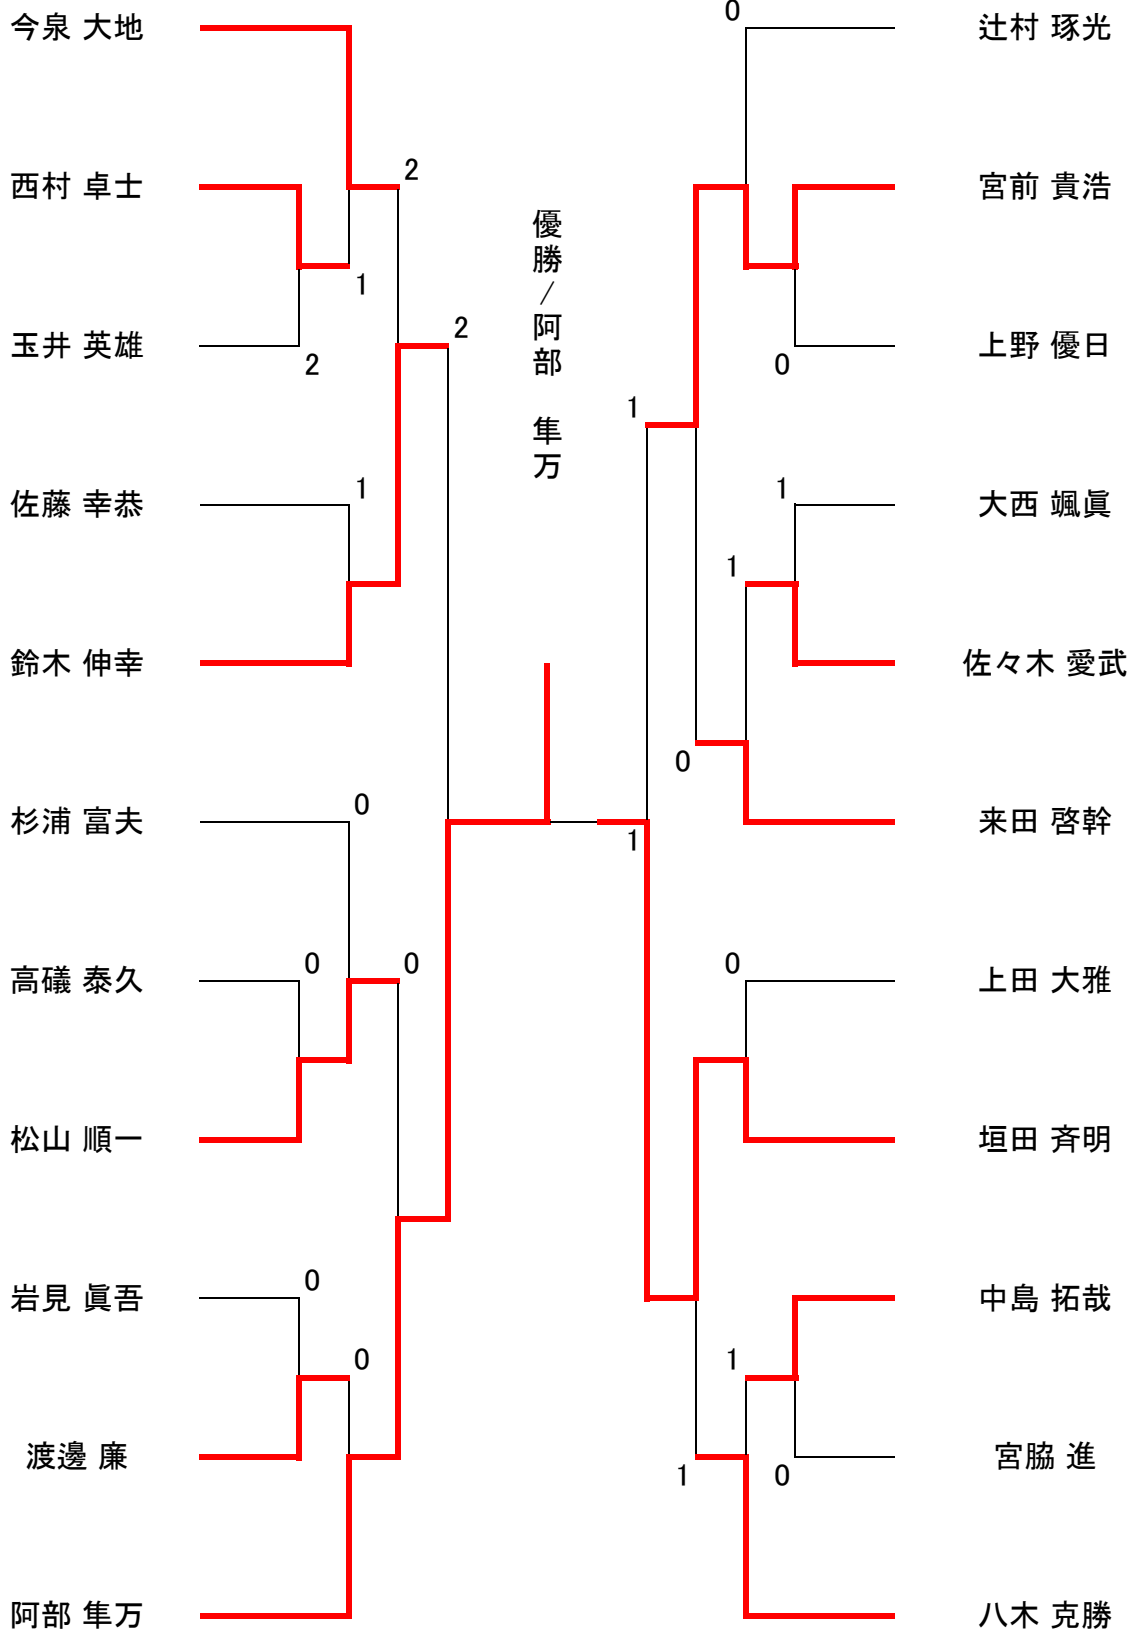 今泉 大地
2
西村 卓士
1
玉井 英雄
2
2
佐藤 幸恭
1
鈴木 伸幸
杉浦 富夫
0
高礒 泰久
0
0
松山 順一
岩見 眞吾
0
0
渡邊 廉
阿部 隼万
優勝/阿部 隼万
0
辻村 琢光
宮前 貴浩
上野 優日
0
1
大西 颯眞
1
1
佐々木 愛武
0
来田 啓幹
1
0
上田 大雅
垣田 斉明
中島 拓哉
1
宮脇 進
1
0
八木 克勝